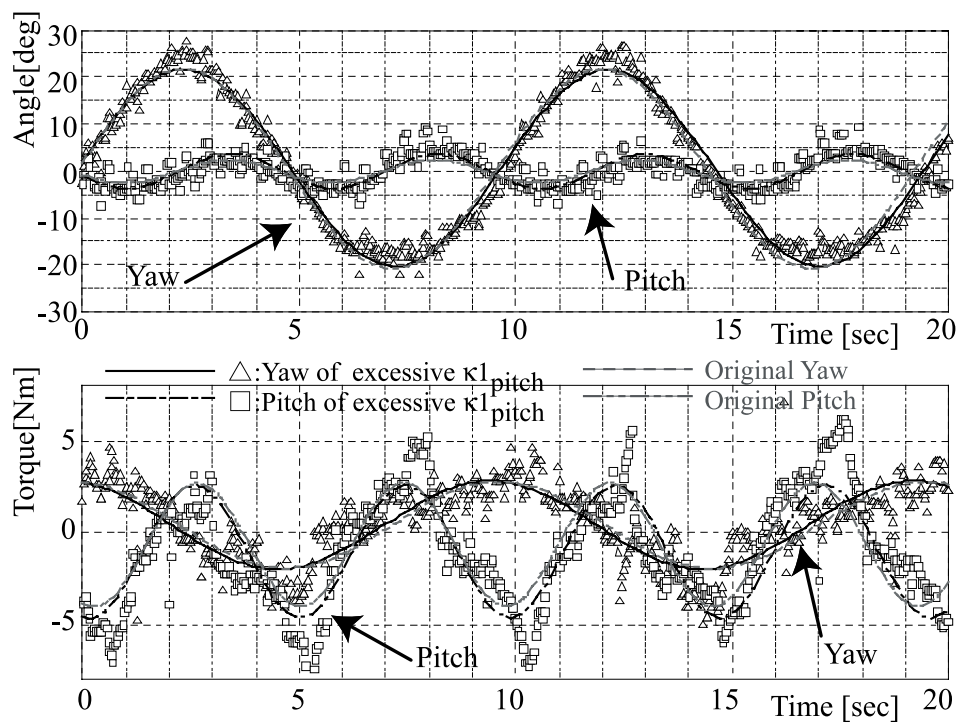 Angle[deg]
30
20
10
0
-10
-20
-30
Yaw
Pitch
0
5
10
15
20
Time [sec]
△:Yaw of excessive κ1pitch
□:Pitch of excessive κ1pitch
Original Yaw
Original Pitch
Torque[Nm]
5
0
-5
Pitch
Yaw
0
5
10
15
20
Time [sec]